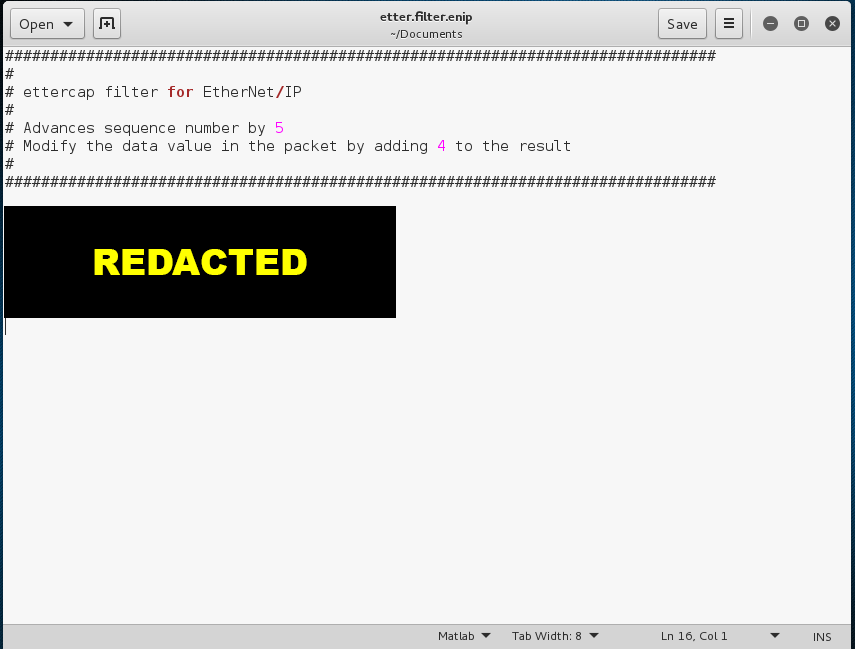 Open
etter.filter.enip
~/Documents
Save
###############################################################################
#
# ettercap filter for EtherNet/IP
#
# Advances sequence number by 5
# Modify the data value in the packet by adding 4 to the result
#
###############################################################################
REDACTED
Matlab
Tab Width: 8
Ln 16, Col 1
INS